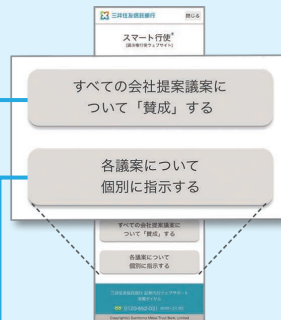 三井住友信託銀行 閉じる
スマート行使®
(議決権行使ウェブサイト)
すべての会社提案議案に
ついて「賛成」する
各議案について
個別に指示する
すべての会社提案議案に
ついて「賛成」する
各議案について
個別に指示する